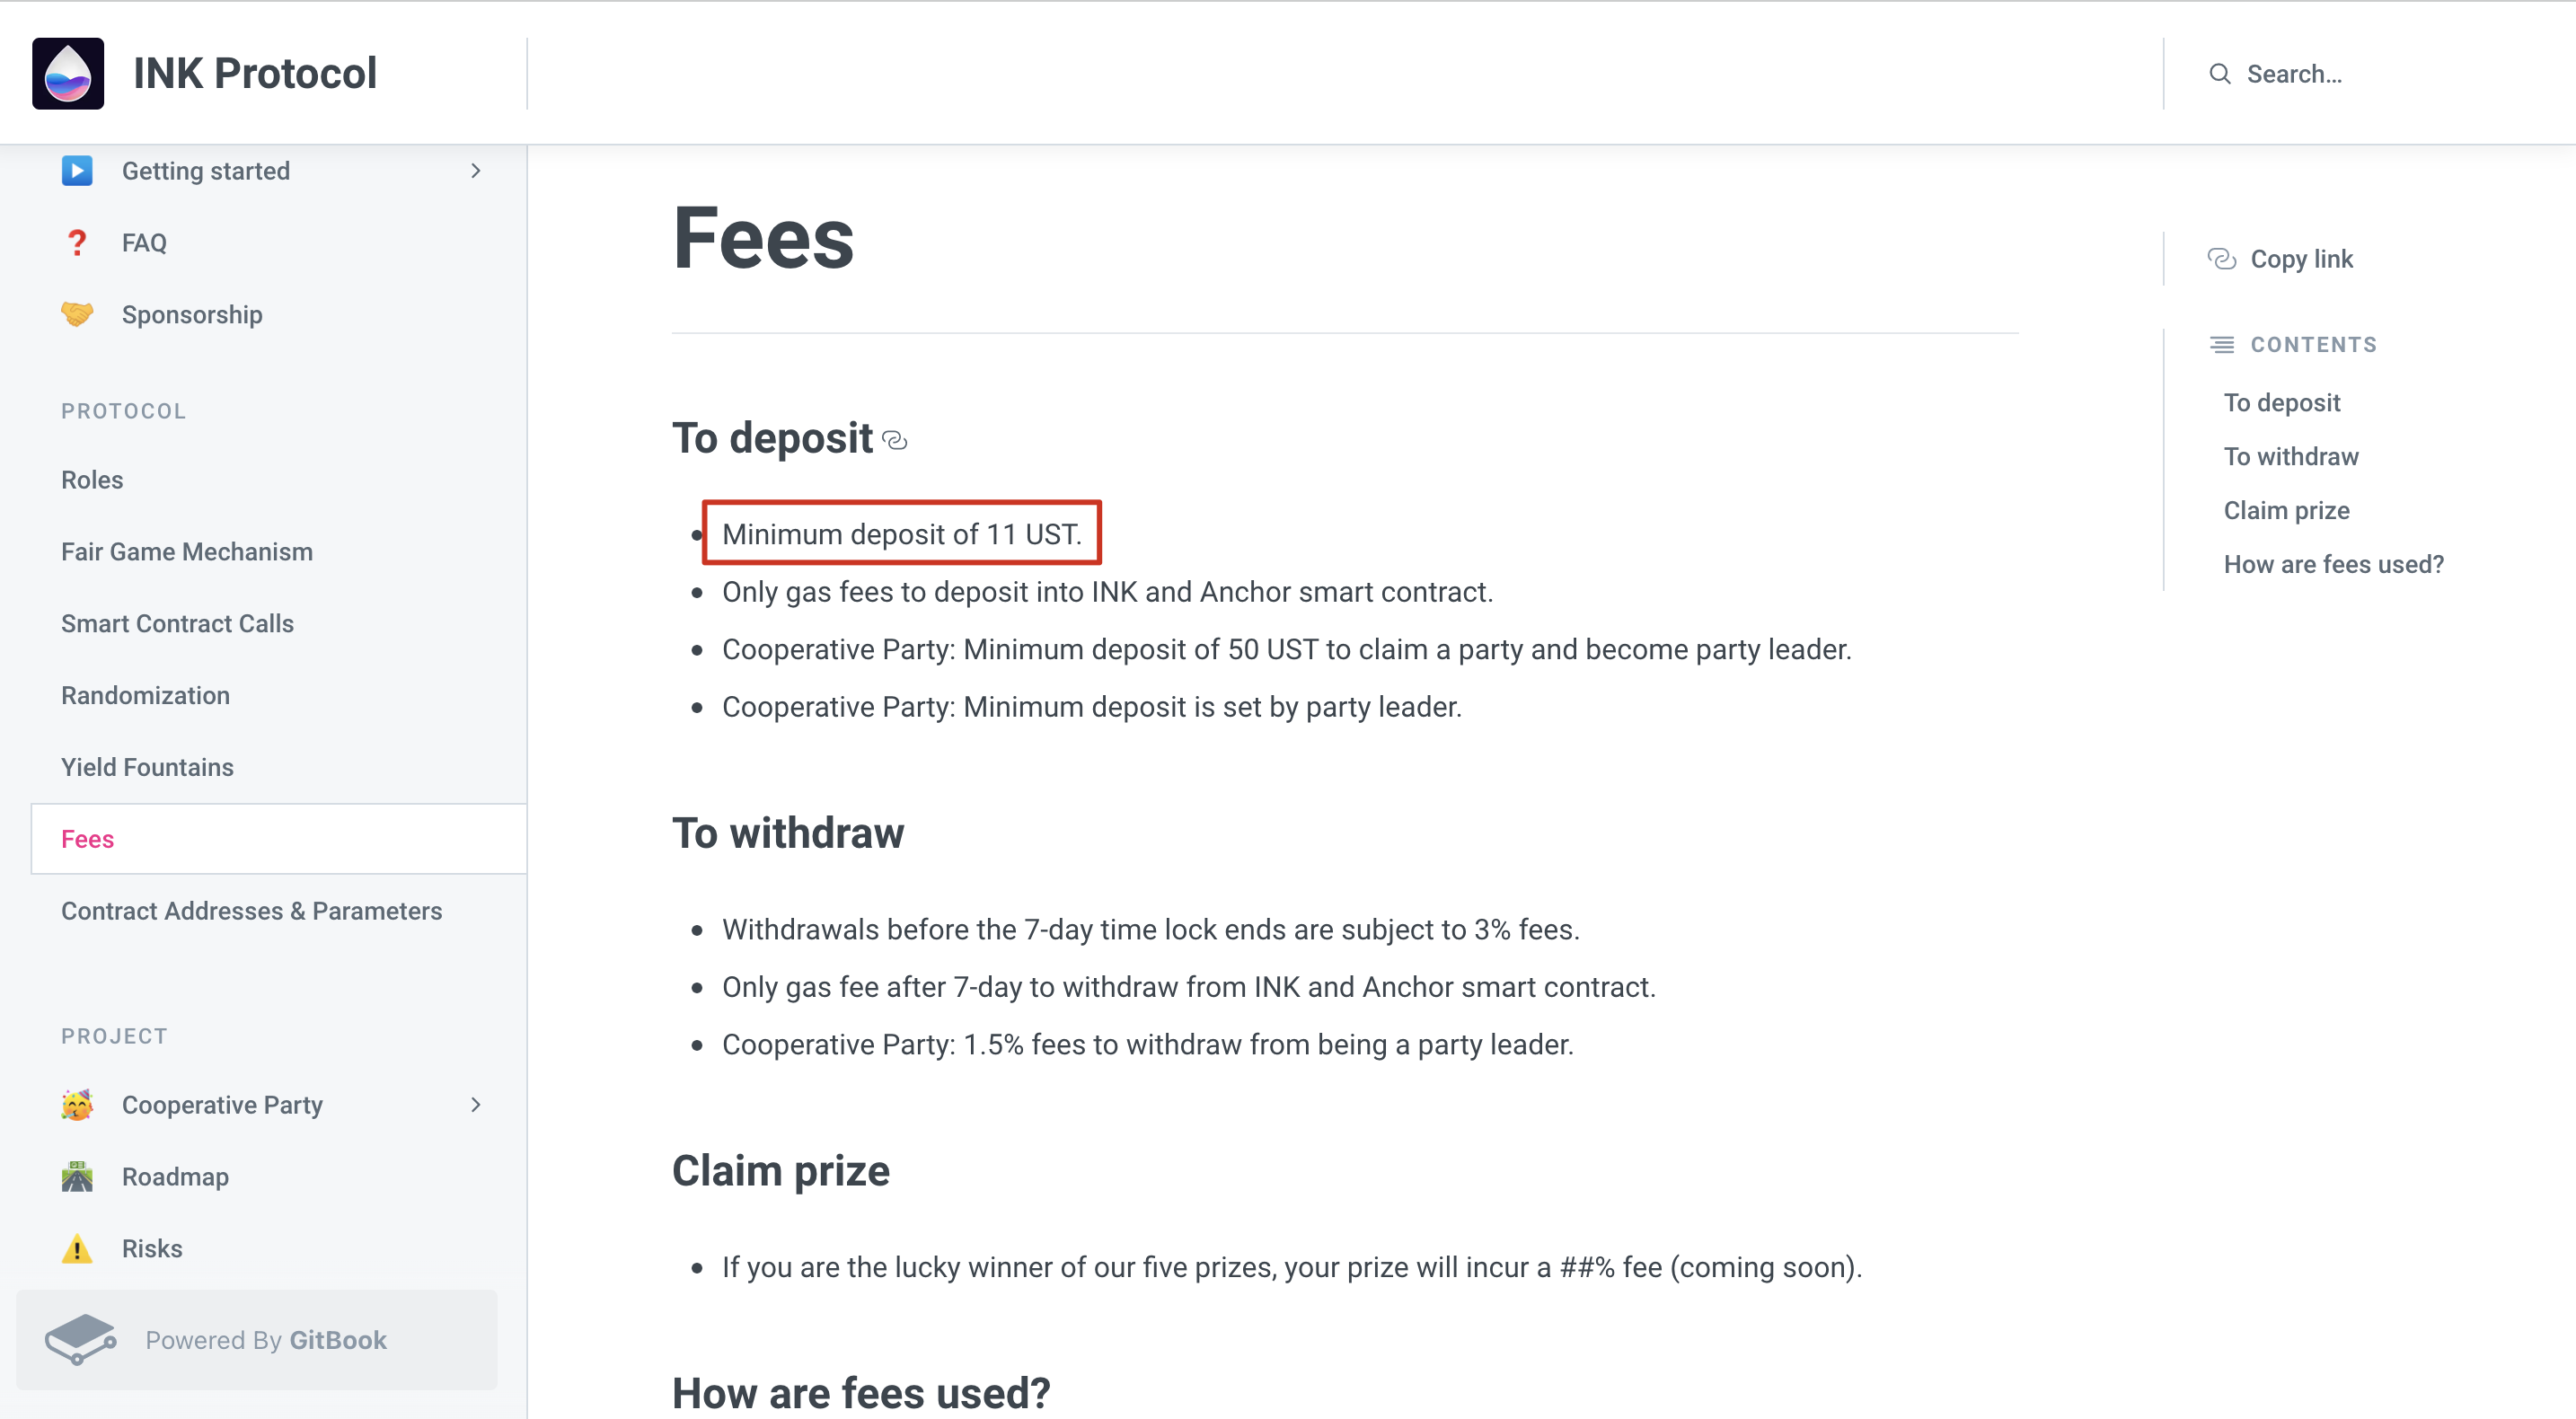 INK Protocol
Search...
Getting started
FAQ
Sponsorship
PROTOCOL
Roles
Fair Game Mechanism
Smart Contract Calls
Randomization
Yield Fountains
Fees
Contract Addresses & Parameters
PROJECT
Cooperative Party
Roadmap
Risks
Powered By GitBook
Fees
To deposit
Minimum deposit of 11 UST.
Only gas fees to deposit into INK and Anchor smart contract.
Cooperative Party: Minimum deposit of 50 UST to claim a party and become party leader.
Cooperative Party: Minimum deposit is set by party leader.
To withdraw
Withdrawals before the 7-day time lock ends are subject to 3% fees.
Only gas fee after 7-day to withdraw from INK and Anchor smart contract.
Cooperative Party: 1.5% fees to withdraw from being a party leader.
Claim prize
If you are the lucky winner of our five prizes, your prize will incur a ##% fee (coming soon).
How are fees used?
Copy link
CONTENTS
To deposit
To withdraw
Claim prize
How are fees used?